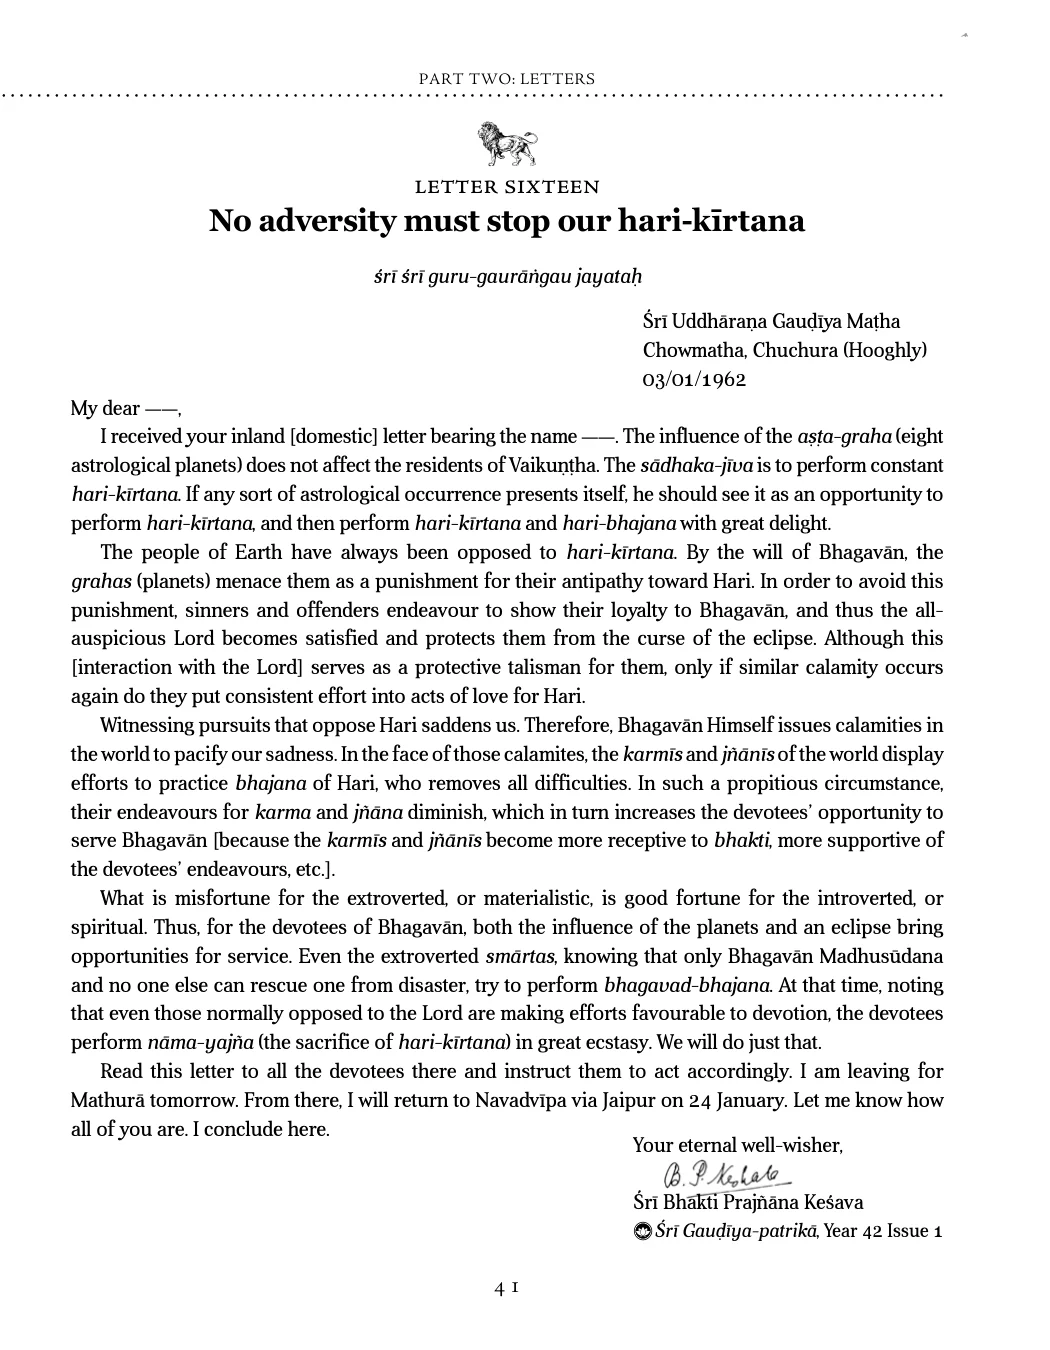 PART TWO: LETTERS
LETTER SIXTEEN
No adversity must stop our hari-kīrtana
śrī śrī guru-gaurāṅgau jayataḥ
Śrī Uddhāraṇa Gauḍīya Maṭha
Chowmatha, Chuchura (Hooghly)
03/01/1962
My dear ——,
I received your inland [domestic] letter bearing the name ——. The influence of the aṣṭa-graha (eight
astrological planets) does not affect the residents of Vaikuṇṭha. The sādhaka-jīva is to perform constant
hari-kīrtana. If any sort of astrological occurrence presents itself, he should see it as an opportunity to
perform hari-kīrtana, and then perform hari-kīrtana and hari-bhajana with great delight.
The people of Earth have always been opposed to hari-kīrtana. By the will of Bhagavān, the
grahas (planets) menace them as a punishment for their antipathy toward Hari. In order to avoid this
punishment, sinners and offenders endeavour to show their loyalty to Bhagavān, and thus the all-
auspicious Lord becomes satisfied and protects them from the curse of the eclipse. Although this
[interaction with the Lord] serves as a protective talisman for them, only if similar calamity occurs
again do they put consistent effort into acts of love for Hari.
Witnessing pursuits that oppose Hari saddens us. Therefore, Bhagavān Himself issues calamities in
the world to pacify our sadness. In the face of those calamites, the karmīs and jñānīs of the world display
efforts to practice bhajana of Hari, who removes all difficulties. In such a propitious circumstance,
their endeavours for karma and jñāna diminish, which in turn increases the devotees’ opportunity to
serve Bhagavān [because the karmīs and jñānīs become more receptive to bhakti, more supportive of
the devotees’ endeavours, etc.].
What is misfortune for the extroverted, or materialistic, is good fortune for the introverted, or
spiritual. Thus, for the devotees of Bhagavān, both the influence of the planets and an eclipse bring
opportunities for service. Even the extroverted smārtas, knowing that only Bhagavān Madhusūdana
and no one else can rescue one from disaster, try to perform bhagavad-bhajana. At that time, noting
that even those normally opposed to the Lord are making efforts favourable to devotion, the devotees
perform nāma-yajña (the sacrifice of hari-kīrtana) in great ecstasy. We will do just that.
Read this letter to all the devotees there and instruct them to act accordingly. I am leaving for
Mathurā tomorrow. From there, I will return to Navadvīpa via Jaipur on 24 January. Let me know how
all of you are. I conclude here.
Your eternal well-wisher,
B. P. Keshab
Śrī Bhakti Prajñāna Keśava
Śrī Gauḍīya-patrikā, Year 42 Issue 1
41